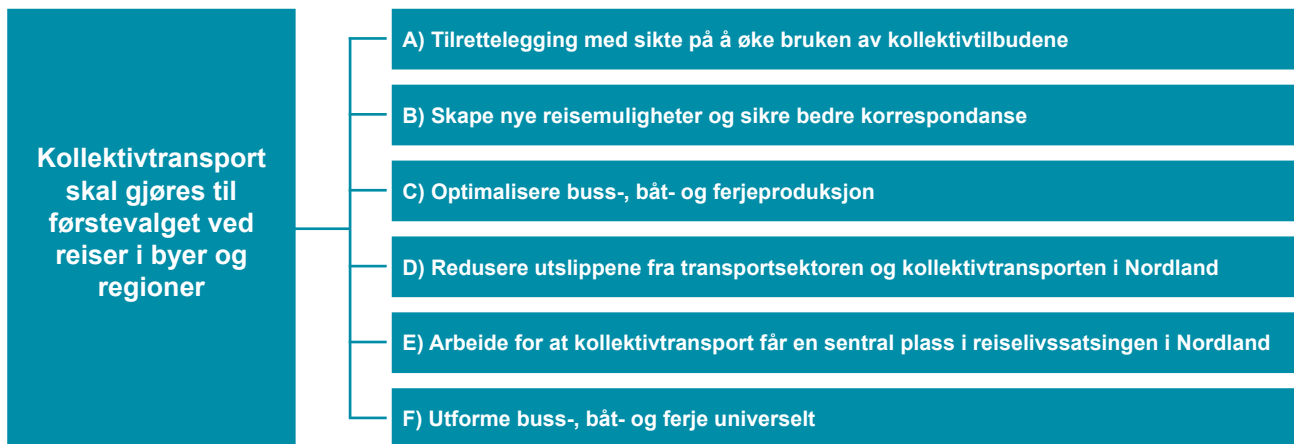 Kollektivtransport
skal gjøres til
førstevalget ved
reiser i byer og
regioner
A) Tilrettelegging med sikte på å øke bruken av kollektivtilbudene
B) Skape nye reisemuligheter og sikre bedre korrespondanse
C) Optimalisere buss-, båt- og ferjeproduksjon
D) Redusere utslippene fra transportsektoren og kollektivtransporten i Nordland
E) Arbeide for at kollektivtransport får en sentral plass i reiselivssatsingen i Nordland
F) Utforme buss-, båt- og ferje universelt